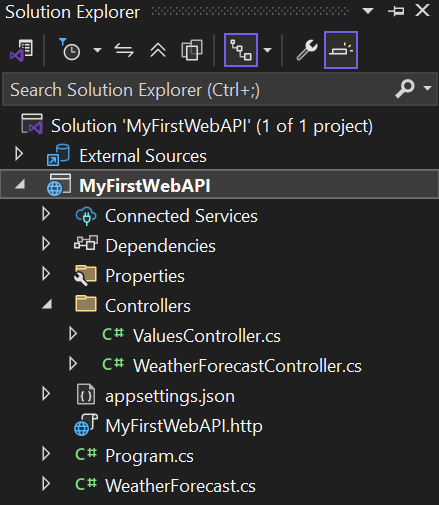 Solution Explorer
Search Solution Explorer (Ctrl+;)
Solution 'MyFirstWebAPI' (1 of 1 project)
External Sources
MyFirstWebAPI
Connected Services
Dependencies
Properties
Controllers
C# ValuesController.cs
C# WeatherForecastController.cs
appsettings.json
MyFirstWebAPI.http
C# Program.cs
C# WeatherForecast.cs